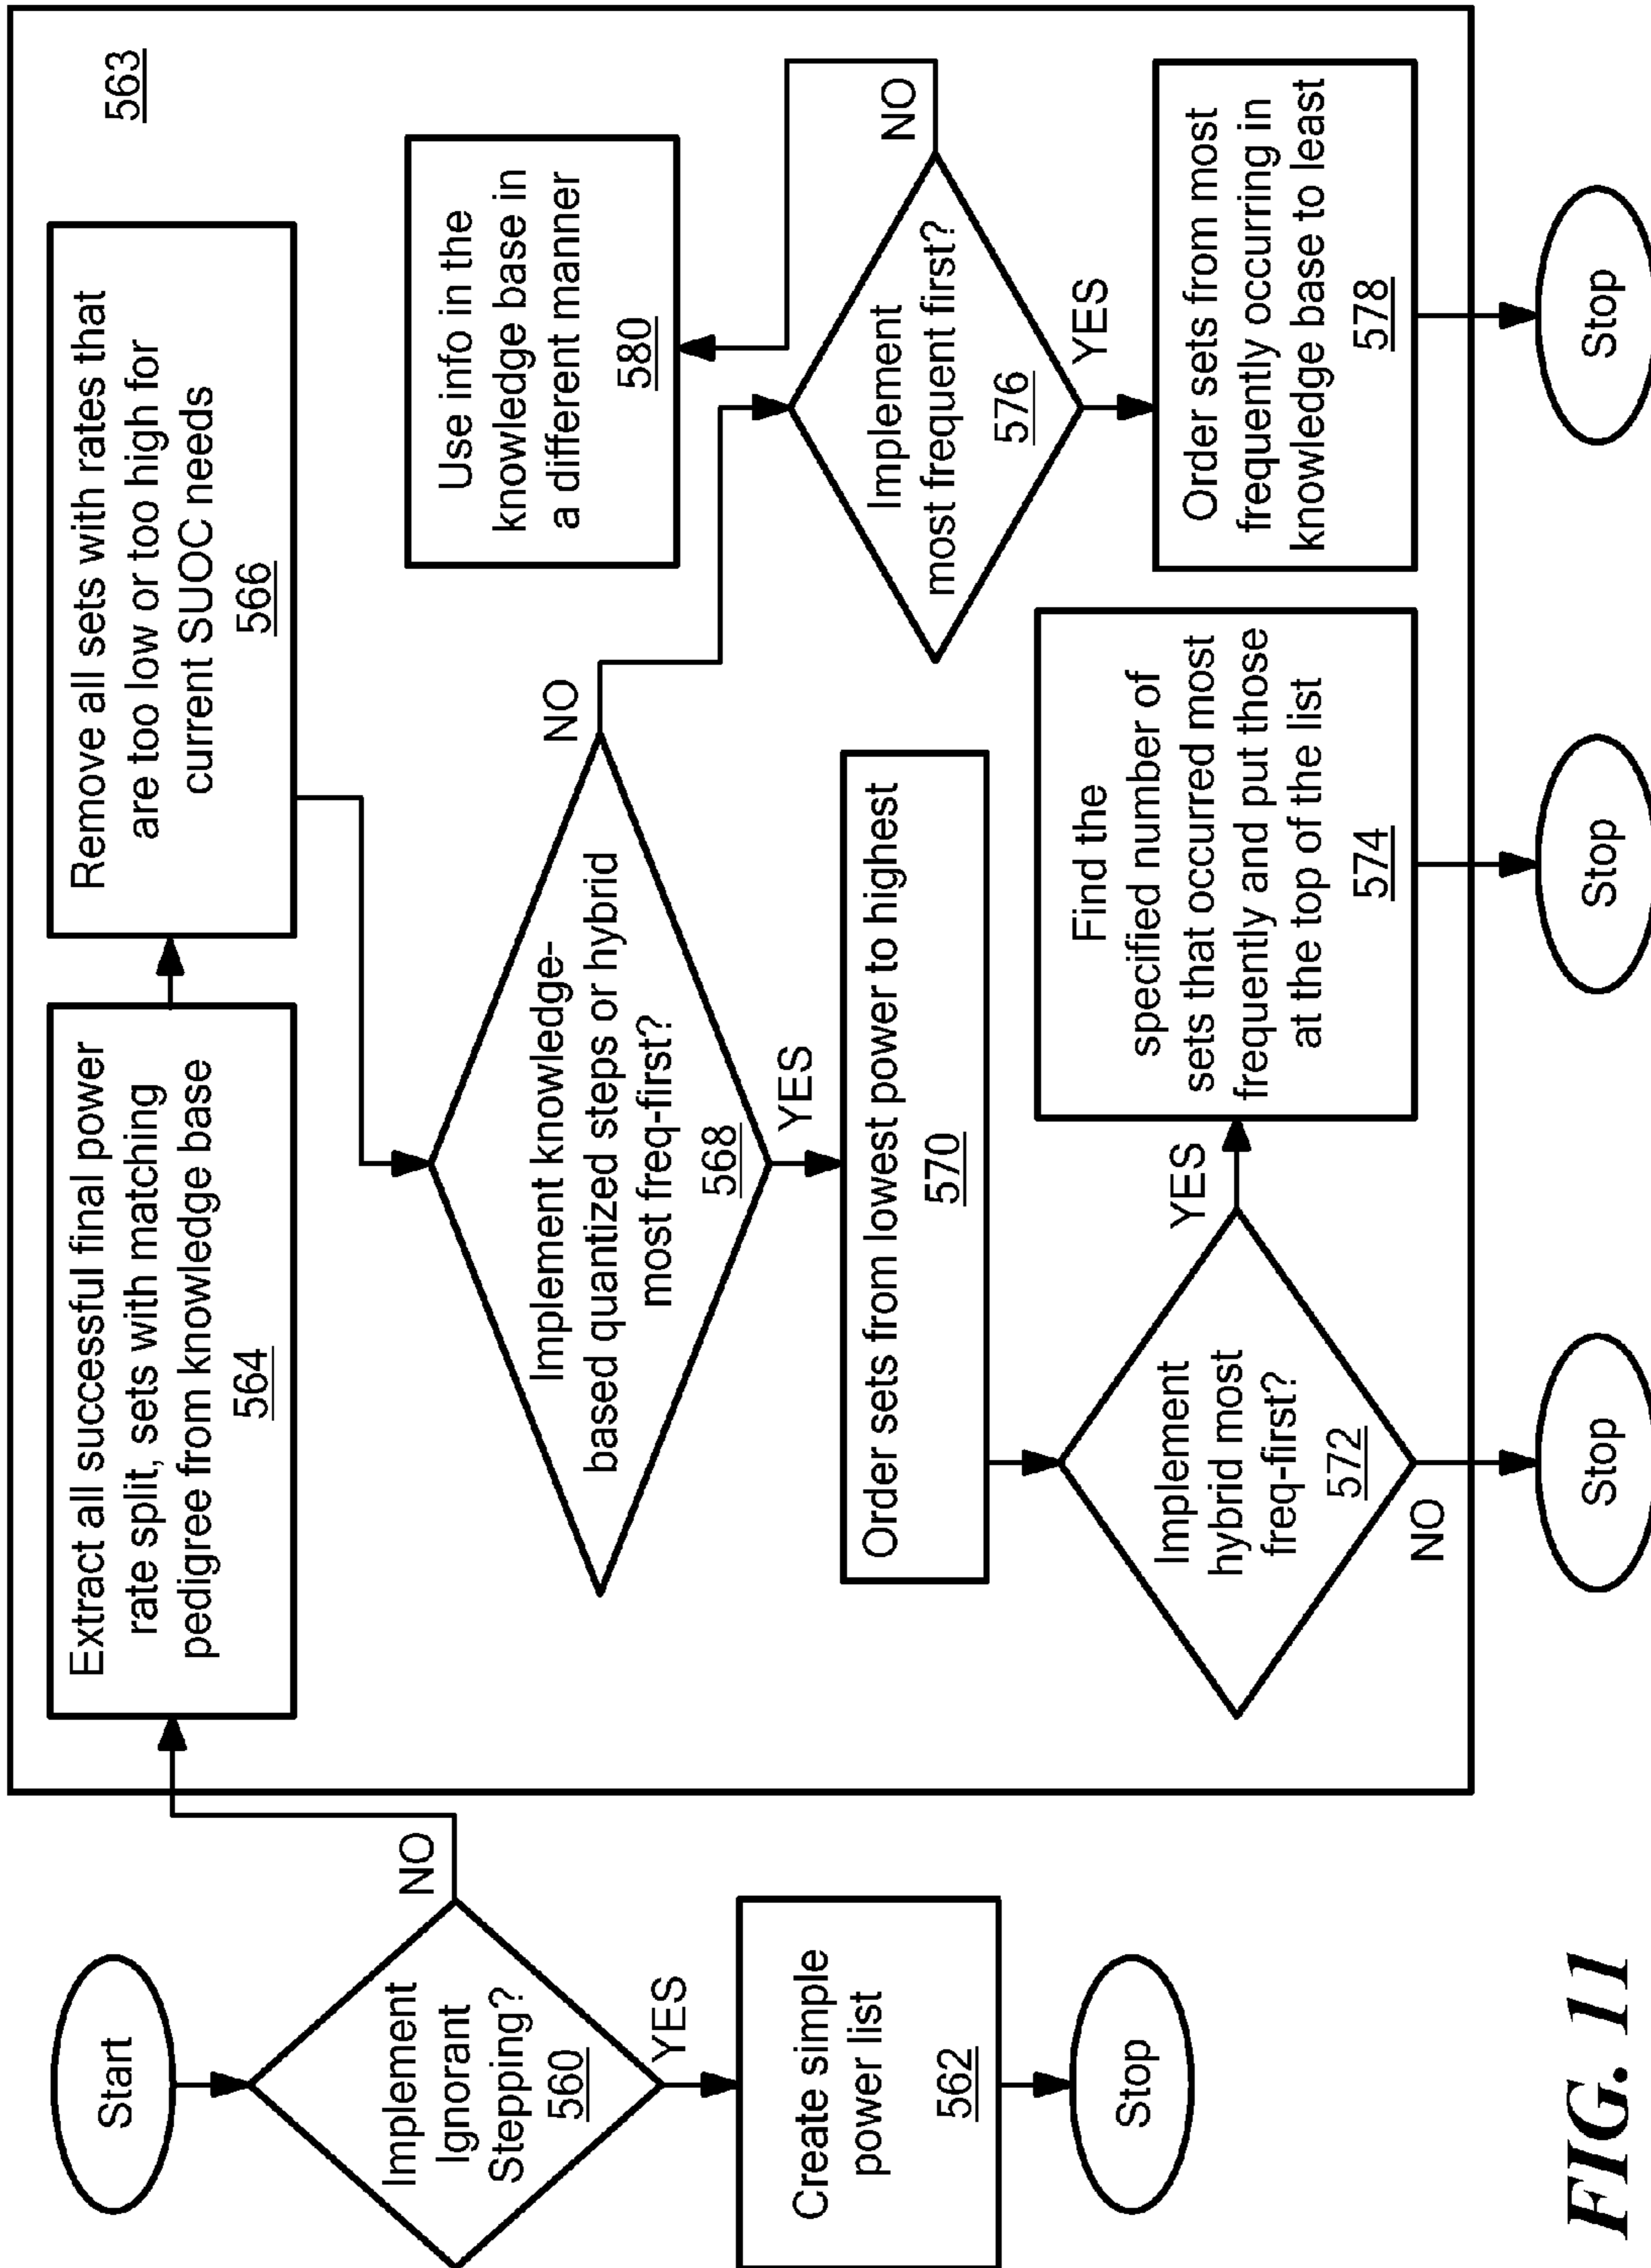 Start
Implement
Ignorant
Stepping?
560
NO
YES
Create simple
power list
562
Stop
563
Extract all successful final power
rate split, sets with matching
pedigree from knowledge base
564
Remove all sets with rates that
are too low or too high for
current SUOC needs
566
Implement knowledge-
based quantized steps or hybrid
most freq-first?
568
NO
YES
Order sets from lowest power to highest
570
Implement
hybrid most
freq-first?
572
YES
NO
Stop
Find the
specified number of
sets that occurred most
frequently and put those
at the top of the list
574
Stop
Use info in the
knowledge base in
a different manner
580
Implement
most frequent first?
576
NO
YES
Order sets from most
frequently occurring in
knowledge base to least
578
Stop
FIG. 11